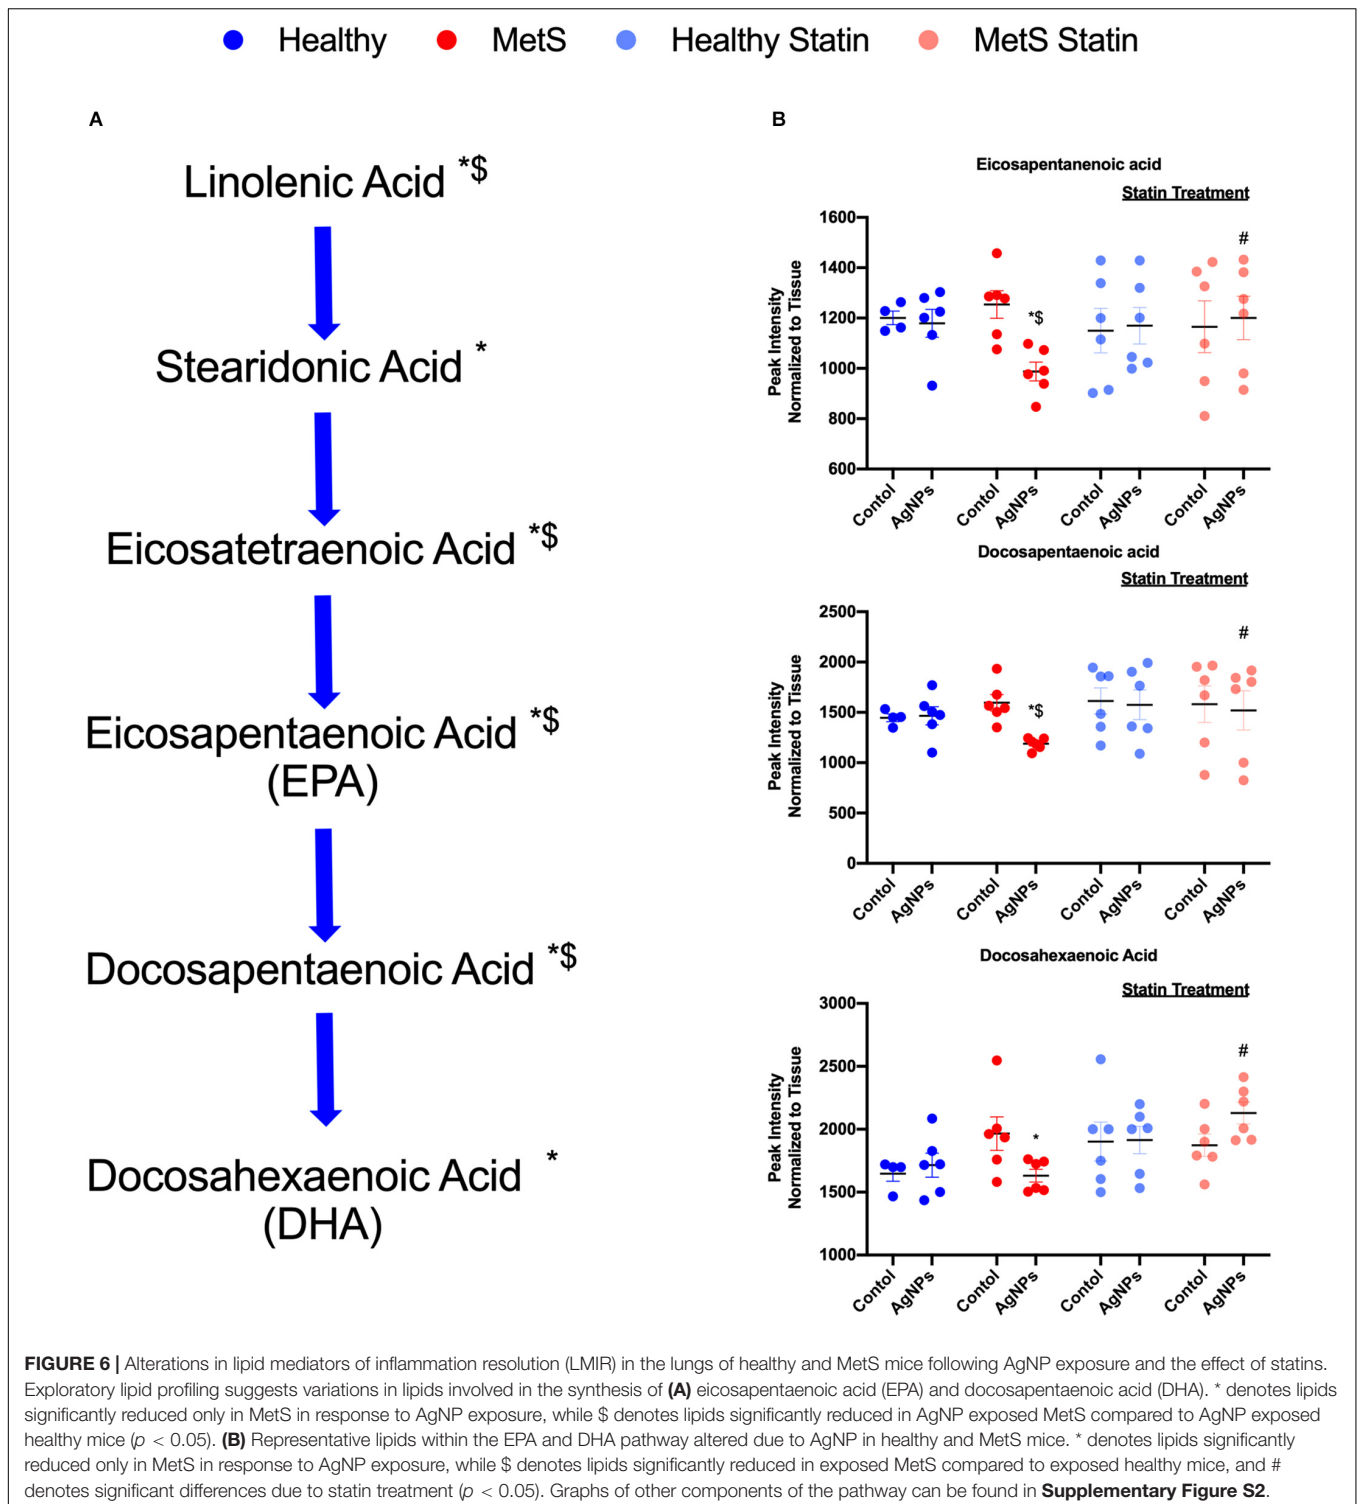 Healthy MetS Healthy Statin MetS Statin
A
Linolenic Acid *$
Stearidonic Acid *
Eicosatetraenoic Acid *$
Eicosapentaenoic Acid *$
(EPA)
Docosapentaenoic Acid *$
Docosahexaenoic Acid *
(DHA)
B
Eicosapentanenoic acid
Statin Treatment
Peak Intensity
Normalized to Tissue
1600
1400
1200
1000
800
600
*$
#
Contol AgNPs Contol AgNPs Contol AgNPs Contol AgNPs
Docosapentaenoic acid
Statin Treatment
Peak Intensity
Normalized to Tissue
2500
2000
1500
1000
500
0
*$
#
Contol AgNPs Contol AgNPs Contol AgNPs Contol AgNPs
Docosahexaenoic Acid
Statin Treatment
Peak Intensity
Normalized to Tissue
3000
2500
2000
1500
1000
*
#
Contol AgNPs Contol AgNPs Contol AgNPs Contol AgNPs
FIGURE 6 | Alterations in lipid mediators of inflammation resolution (LMIR) in the lungs of healthy and MetS mice following AgNP exposure and the effect of statins.
Exploratory lipid profiling suggests variations in lipids involved in the synthesis of (A) eicosapentaenoic acid (EPA) and docosapentaenoic acid (DHA). * denotes lipids
significantly reduced only in MetS in response to AgNP exposure, while $ denotes lipids significantly reduced in AgNP exposed MetS compared to AgNP exposed
healthy mice (p < 0.05). (B) Representative lipids within the EPA and DHA pathway altered due to AgNP in healthy and MetS mice. * denotes lipids significantly
reduced only in MetS in response to AgNP exposure, while $ denotes lipids significantly reduced in exposed MetS compared to exposed healthy mice, and #
denotes significant differences due to statin treatment (p < 0.05). Graphs of other components of the pathway can be found in Supplementary Figure S2.